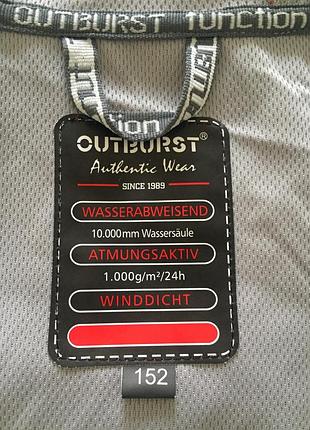 OUTBURST function
function
OUTBURST®
Authentic Wear
SINCE 1989
WASSERABWEISEND
10.000mm Wassersäule
ATMUNGSAKTIV
1.000g/m²/24h
WINDDICHT
152